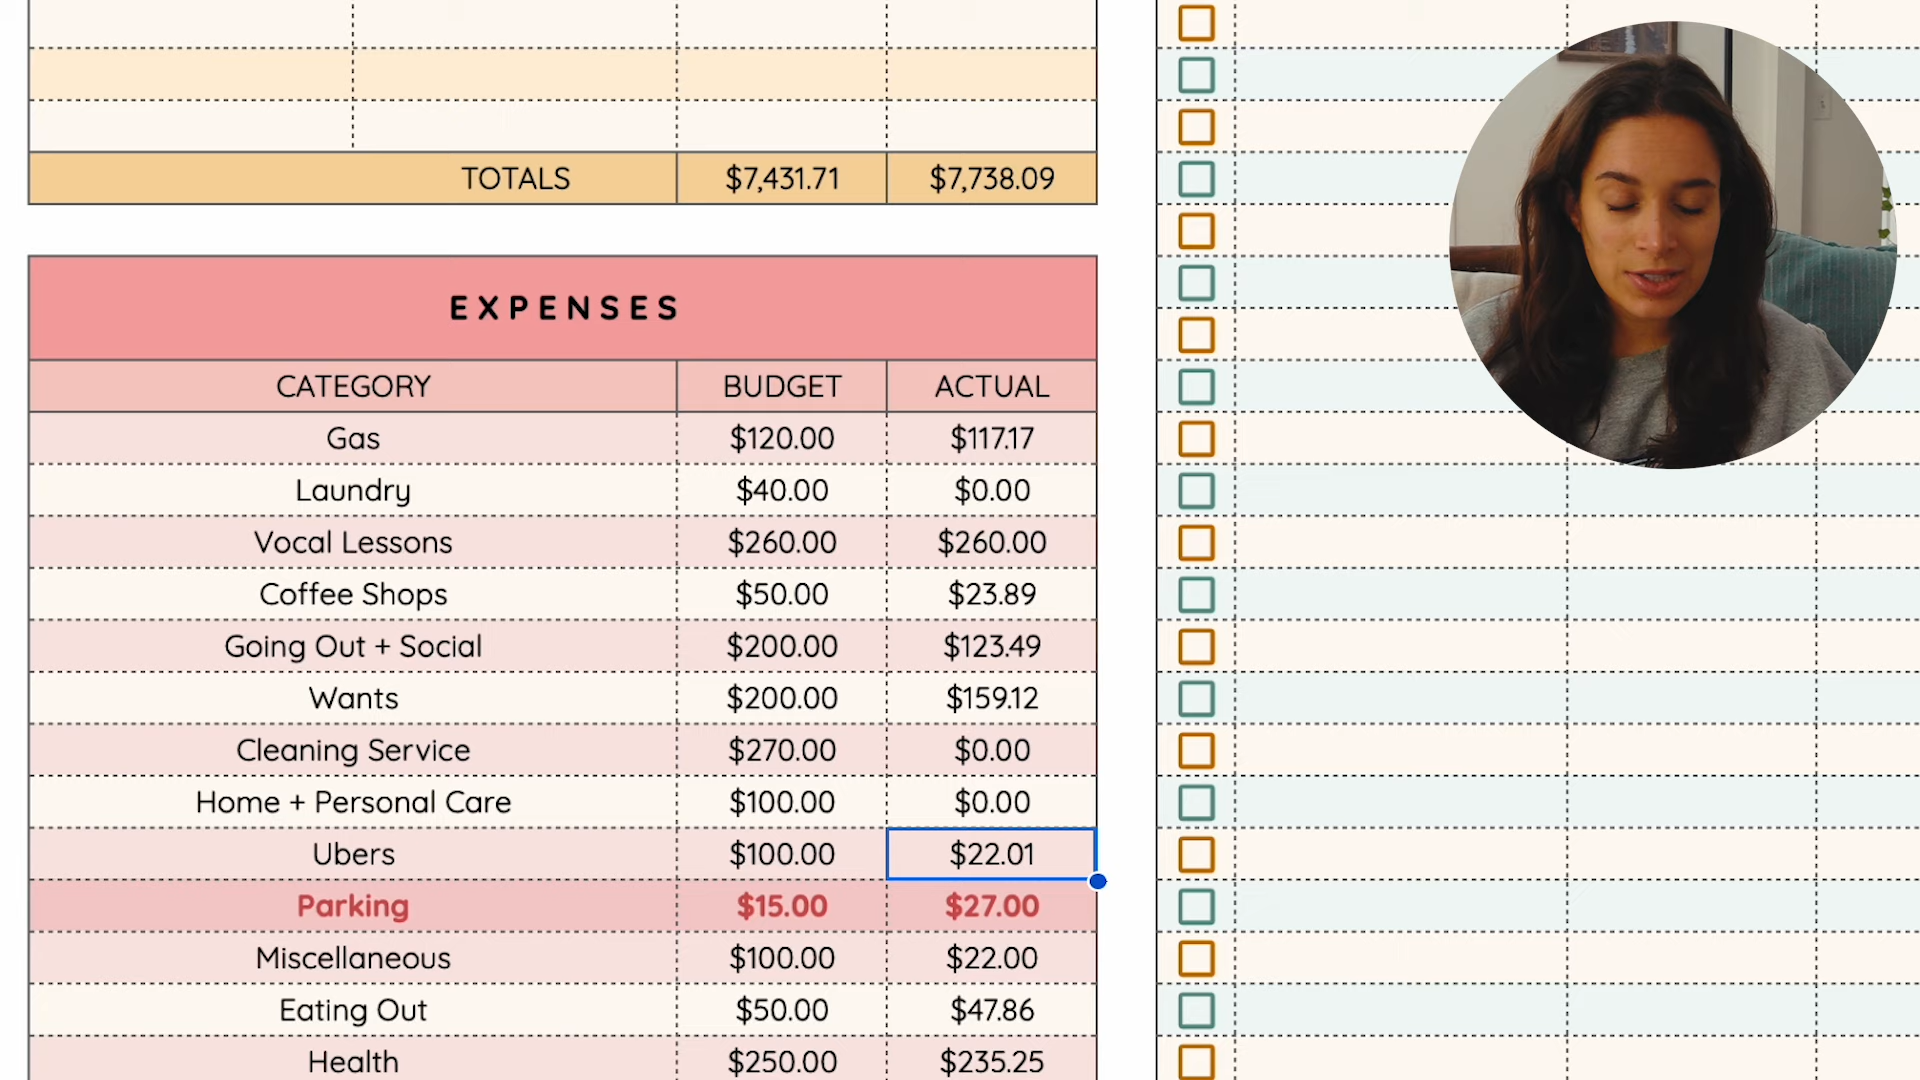 TOTALS $7,431.71 $7,738.09
EXPENSES
CATEGORY BUDGET ACTUAL
Gas $120.00 $117.17
Laundry $40.00 $0.00
Vocal Lessons $260.00 $260.00
Coffee Shops $50.00 $23.89
Going Out + Social $200.00 $123.49
Wants $200.00 $159.12
Cleaning Service $270.00 $0.00
Home + Personal Care $100.00 $0.00
Ubers $100.00 $22.01
Parking $15.00 $27.00
Miscellaneous $100.00 $22.00
Eating Out $50.00 $47.86
Health $250.00 $235.25